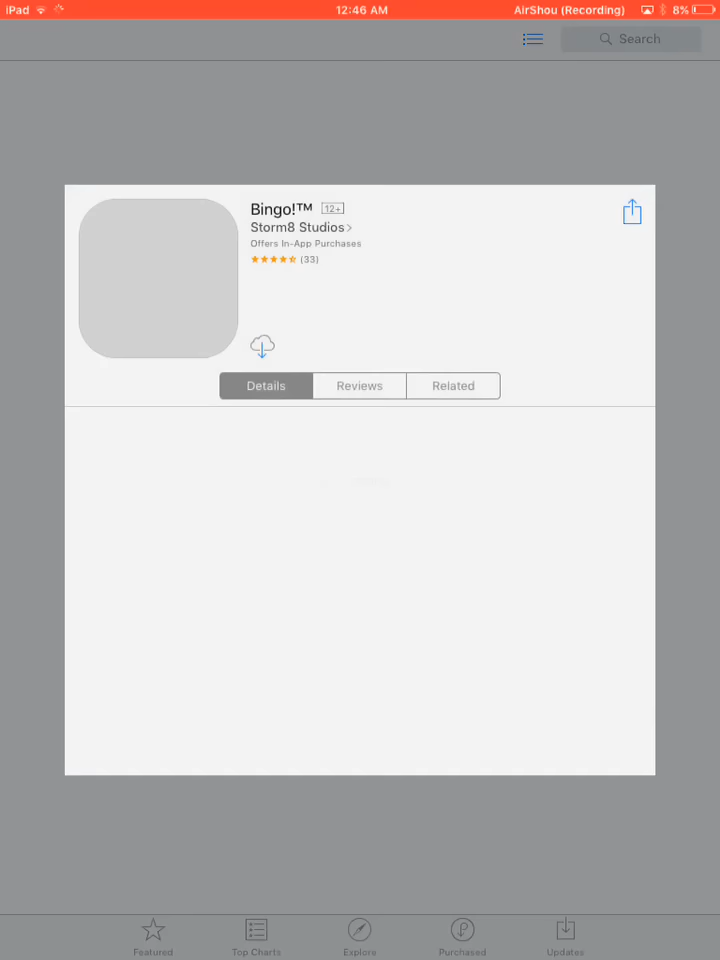 iPad 12:46 AM AirShou (Recording) 8%
Search
Bingo!™ 12+
Storm8 Studios
Offers In-App Purchases
(33)
Details Reviews Related
Featured Top Charts Explore Purchased Updates